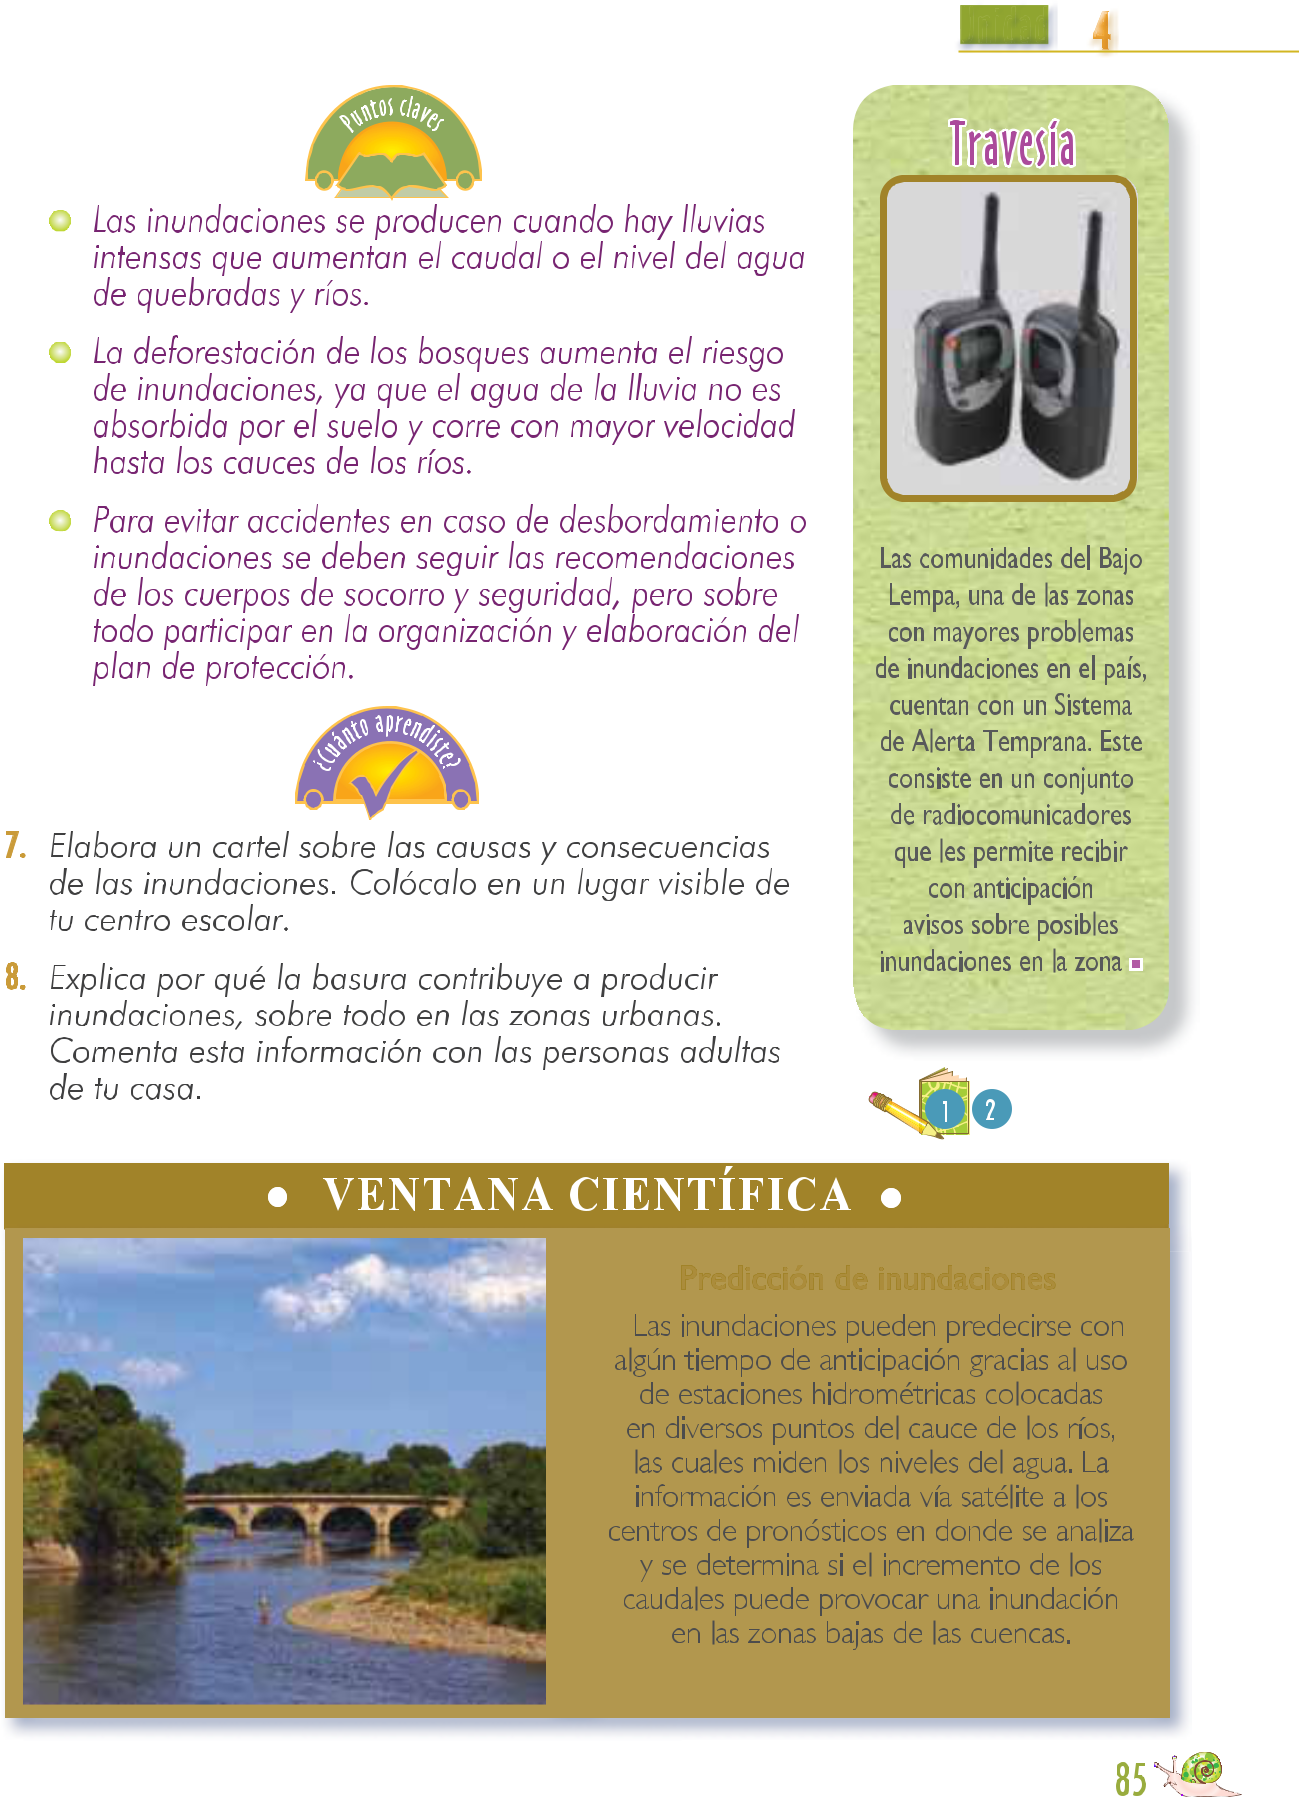 4
Puntos claves
Las inundaciones se producen cuando hay lluvias
intensas que aumentan el caudal o el nivel del agua
de quebradas y ríos.
La deforestación de los bosques aumenta el riesgo
de inundaciones, ya que el agua de la lluvia no es
absorbida por el suelo y corre con mayor velocidad
hasta los cauces de los ríos.
Para evitar accidentes en caso de desbordamiento o
inundaciones se deben seguir las recomendaciones
de los cuerpos de socorro y seguridad, pero sobre
todo participar en la organización y elaboración del
plan de protección.
¿Cuánto aprendiste?
7. Elabora un cartel sobre las causas y consecuencias
de las inundaciones. Colócalo en un lugar visible de
tu centro escolar.
8. Explica por qué la basura contribuye a producir
inundaciones, sobre todo en las zonas urbanas.
Comenta esta información con las personas adultas
de tu casa.
Travesía
Las comunidades del Bajo
Lempa, una de las zonas
con mayores problemas
de inundaciones en el país,
cuentan con un Sistema
de Alerta Temprana. Este
consiste en un conjunto
de radiocomunicadores
que les permite recibir
con anticipación
avisos sobre posibles
inundaciones en la zona
1 2
• VENTANA CIENTÍFICA •
Predicción de inundaciones
Las inundaciones pueden predecirse con
algún tiempo de anticipación gracias al uso
de estaciones hidrométricas colocadas
en diversos puntos del cauce de los ríos,
las cuales miden los niveles del agua. La
información es enviada vía satélite a los
centros de pronósticos en donde se analiza
y se determina si el incremento de los
caudales puede provocar una inundación
en las zonas bajas de las cuencas.
85